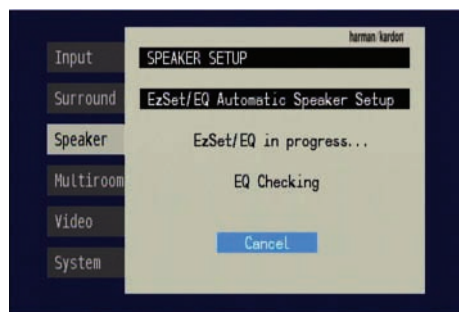 harman/kardon
Input
SPEAKER SETUP
Surround
EzSet/EQ Automatic Speaker Setup
Speaker
EzSet/EQ in progress...
Multiroom
EQ Checking
Video
Cancel
System